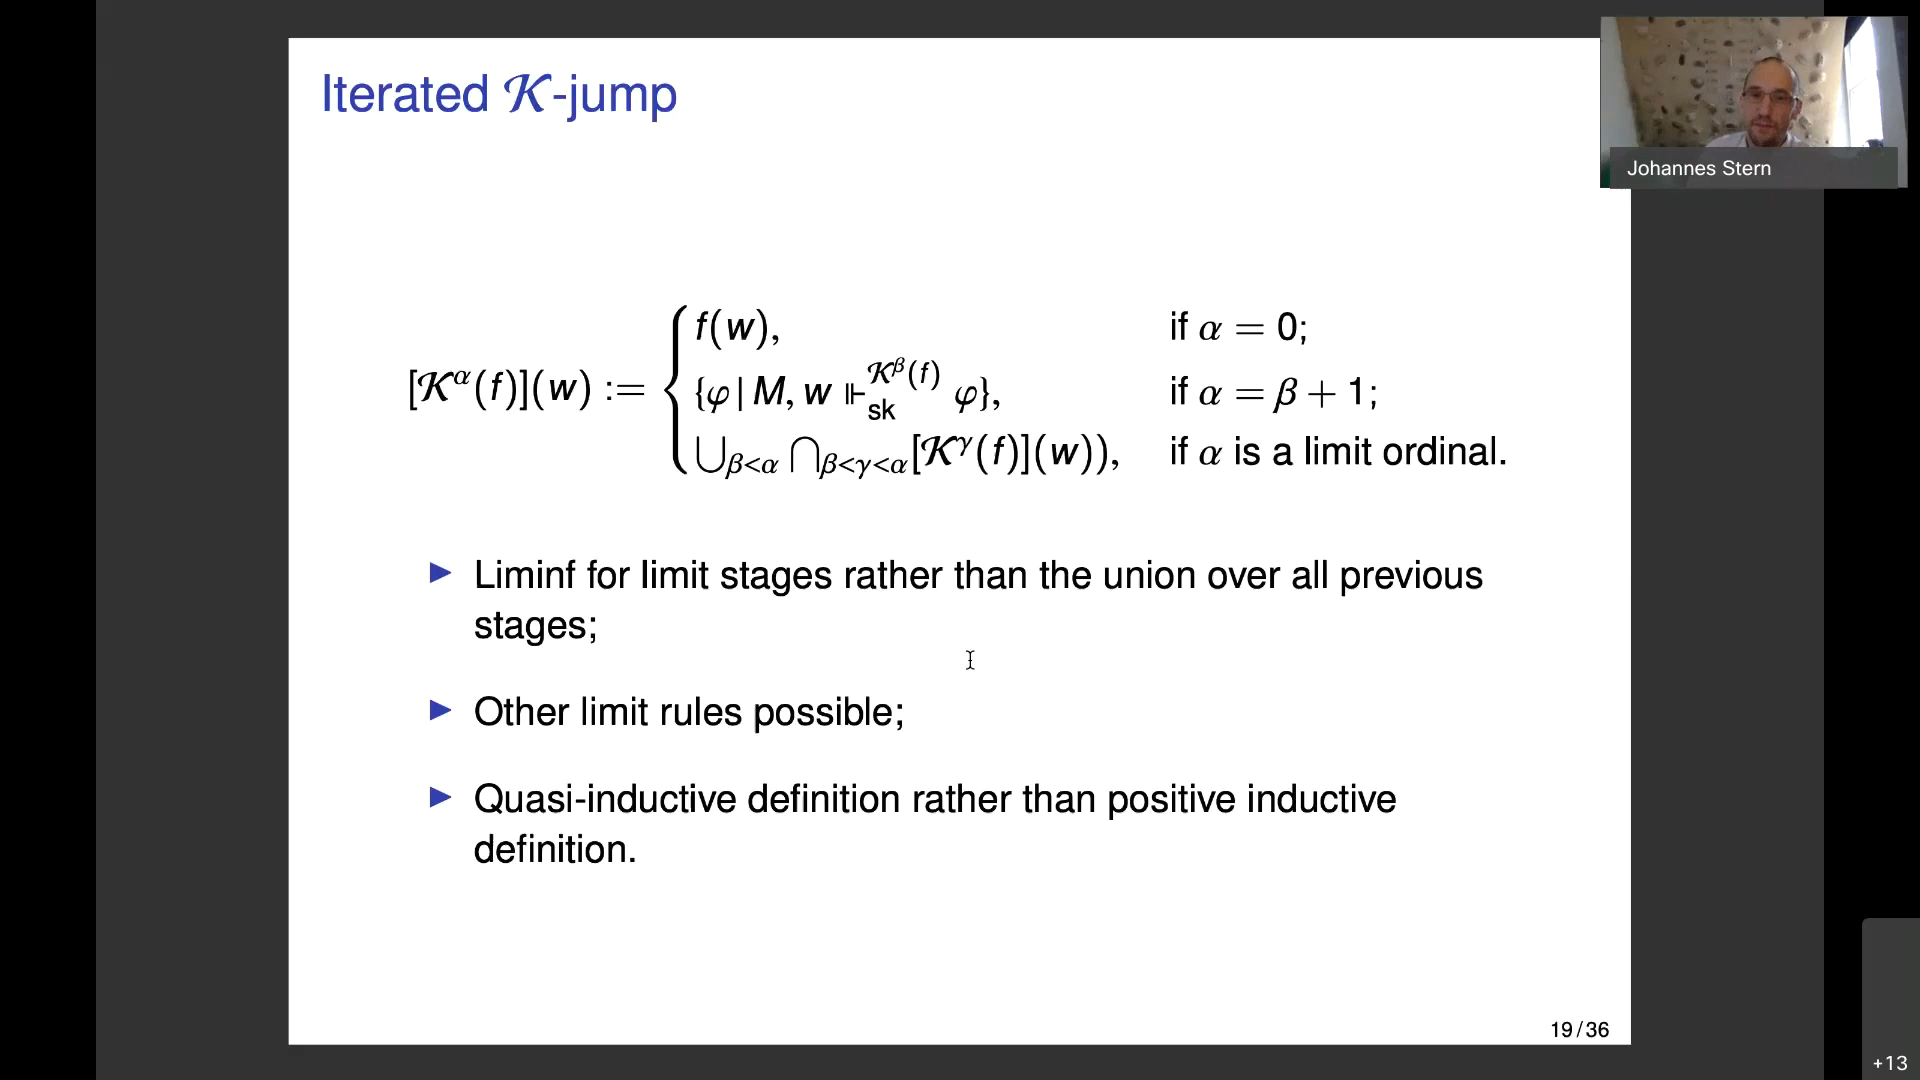 Iterated 𝒦-jump
Johannes Stern
[𝒦^α(f)](w) := { f(w), if α = 0;
{φ | M, w ⊩_sk^{𝒦^β(f)} φ}, if α = β + 1;
⋃_{β<α} ⋂_{β<γ<α}[𝒦^γ(f)](w)), if α is a limit ordinal.
▶ Liminf for limit stages rather than the union over all previous
stages;
▶ Other limit rules possible;
▶ Quasi-inductive definition rather than positive inductive
definition.
19/36
+13